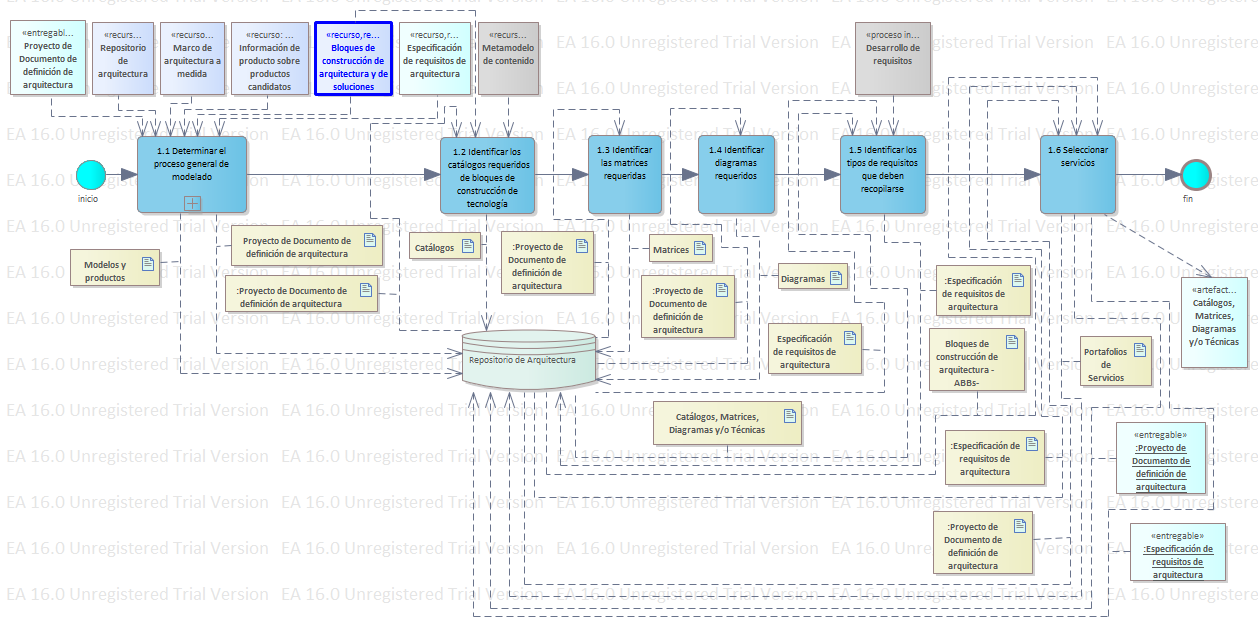 «entregabl...
Proyecto de
Documento de
definición de
arquitectura
«recurs...
Repositorio
de
arquitectura
«recurso...
Marco de
arquitectura a
medida
«recurso: ...
Información de
producto sobre
productos
candidatos
«recurso,re...
Bloques de
construcción de
arquitectura y de
soluciones
«recurso,r...
Especificación
de requisitos de
arquitectura
«recurs...
Metamodelo
de contenido
«proceso in...
Desarrollo de
requisitos
EA 16.0 Unregistered Trial Version
inicio
1.1 Determinar el
proceso general de
modelado
1.2 Identificar los
catálogos requeridos
de bloques de
construcción de
tecnología
1.3 Identificar
las matrices
requeridas
1.4 Identificar
diagramas
requeridos
1.5 Identificar los
tipos de requisitos
que deben
recopilarse
1.6 Seleccionar
servicios
fin
Modelos y
productos
Proyecto de Documento de
definición de arquitectura
:Proyecto de Documento de
definición de arquitectura
Catálogos
:Proyecto de
Documento de
definición de
arquitectura
Matrices
:Proyecto de
Documento de
definición de
arquitectura
Diagramas
Especificación
de requisitos de
arquitectura
:Especificación
de requisitos de
arquitectura
Bloques de
construcción de
arquitectura -
ABBs-
Portafolios
de
Servicios
«artefact...
Catálogos,
Matrices,
Diagramas
y/o Técnicas
Repositorio de Arquitectura
Catálogos, Matrices,
Diagramas y/o Técnicas
:Especificación de
requisitos de
arquitectura
«entregable»
:Proyecto de
Documento de
definición de
arquitectura
:Proyecto de
Documento de
definición de
arquitectura
«entregable»
:Especificación de
requisitos de
arquitectura